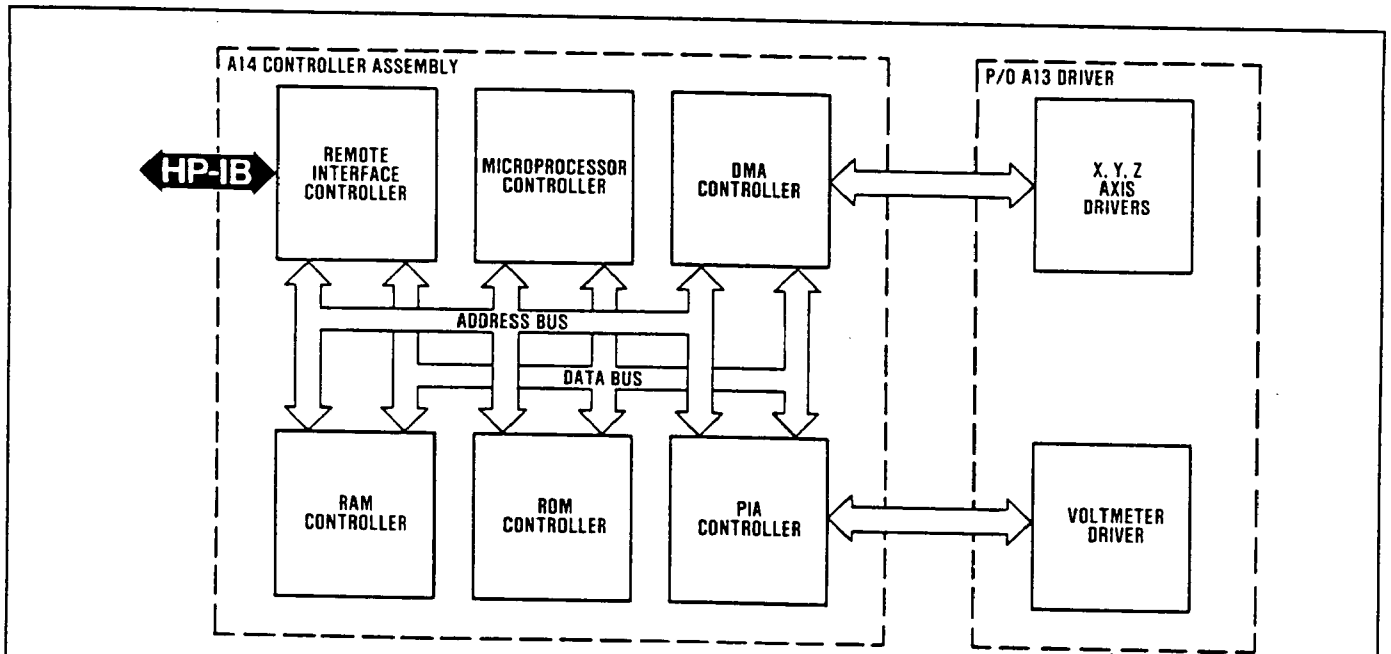 A14 CONTROLLER ASSEMBLY
P/O A13 DRIVER
HP-IB
REMOTE
INTERFACE
CONTROLLER
MICROPROCESSOR
CONTROLLER
DMA
CONTROLLER
X, Y, Z
AXIS
DRIVERS
ADDRESS BUS
DATA BUS
RAM
CONTROLLER
ROM
CONTROLLER
PIA
CONTROLLER
VOLTMETER
DRIVER